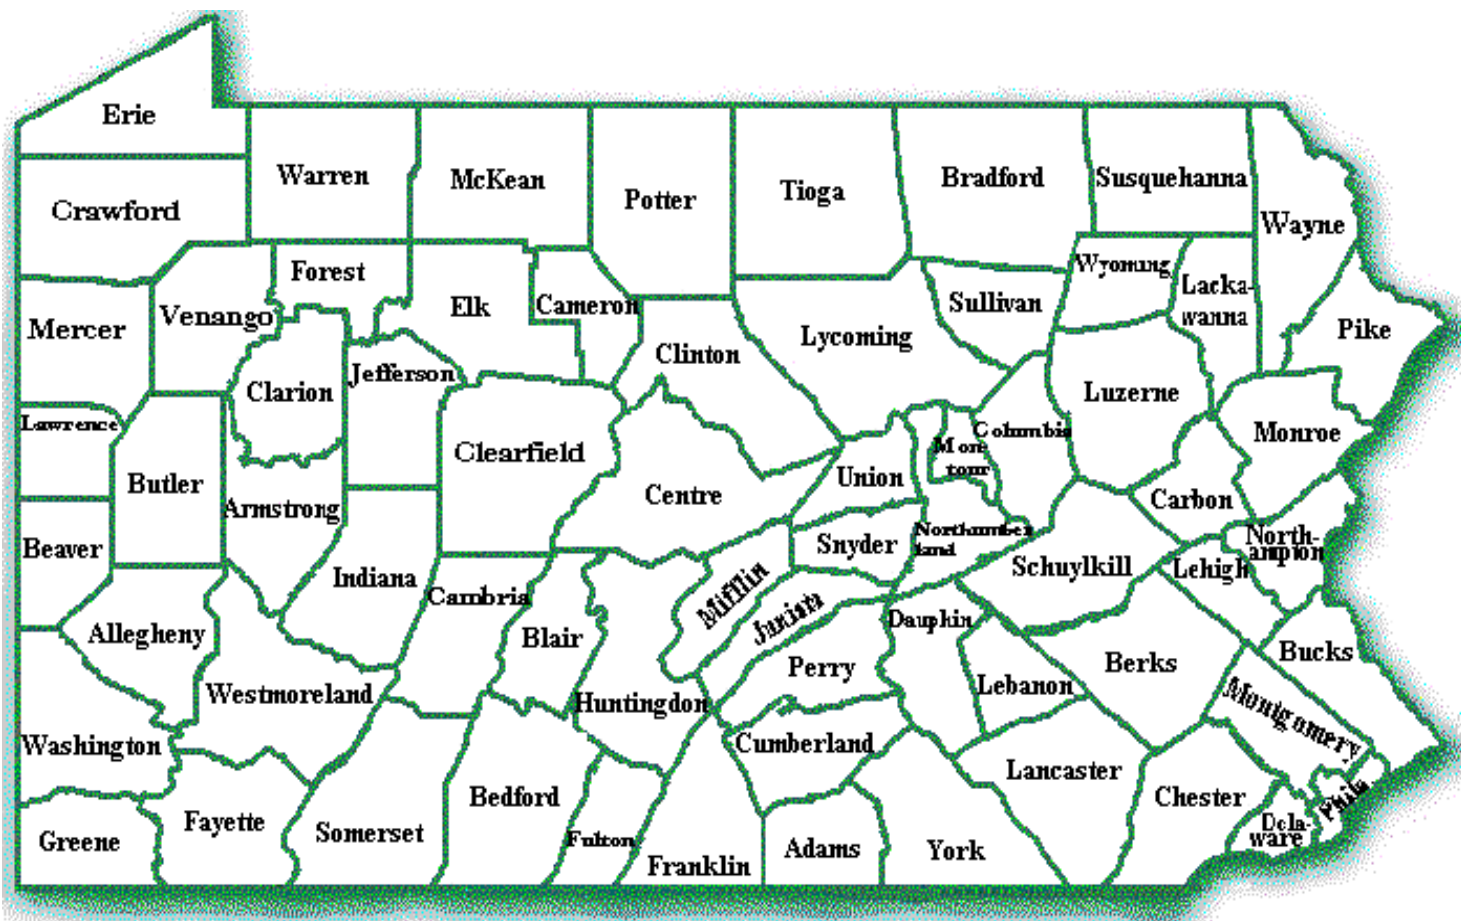 Erie
Warren
McKean
Potter
Tioga
Bradford
Susquehanna
Crawford
Wayne
Forest
Wyoming
Lacka-
wanna
Venango
Elk
Cameron
Sullivan
Mercer
Pike
Lycoming
Clinton
Jefferson
Clarion
Luzerne
Lawrence
Columbia
Monroe
Mon-
tour
Clearfield
Union
Butler
Centre
Carbon
Armstrong
Beaver
Snyder
Northumber
land
North-
ampton
Indiana
Schuylkill
Lehigh
Cambria
Mifflin
Juniata
Dauphin
Allegheny
Blair
Bucks
Perry
Berks
Westmoreland
Lebanon
Huntingdon
Montgomery
Washington
Cumberland
Lancaster
Bedford
Chester
Phila.
Fayette
Somerset
Greene
Fulton
Dela-
ware
Franklin
Adams
York